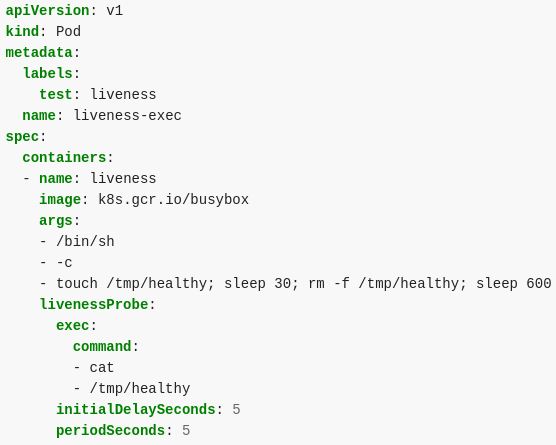 apiVersion: v1
kind: Pod
metadata:
  labels:
    test: liveness
  name: liveness-exec
spec:
  containers:
  - name: liveness
    image: k8s.gcr.io/busybox
    args:
    - /bin/sh
    - -c
    - touch /tmp/healthy; sleep 30; rm -f /tmp/healthy; sleep 600
    livenessProbe:
      exec:
        command:
        - cat
        - /tmp/healthy
      initialDelaySeconds: 5
      periodSeconds: 5